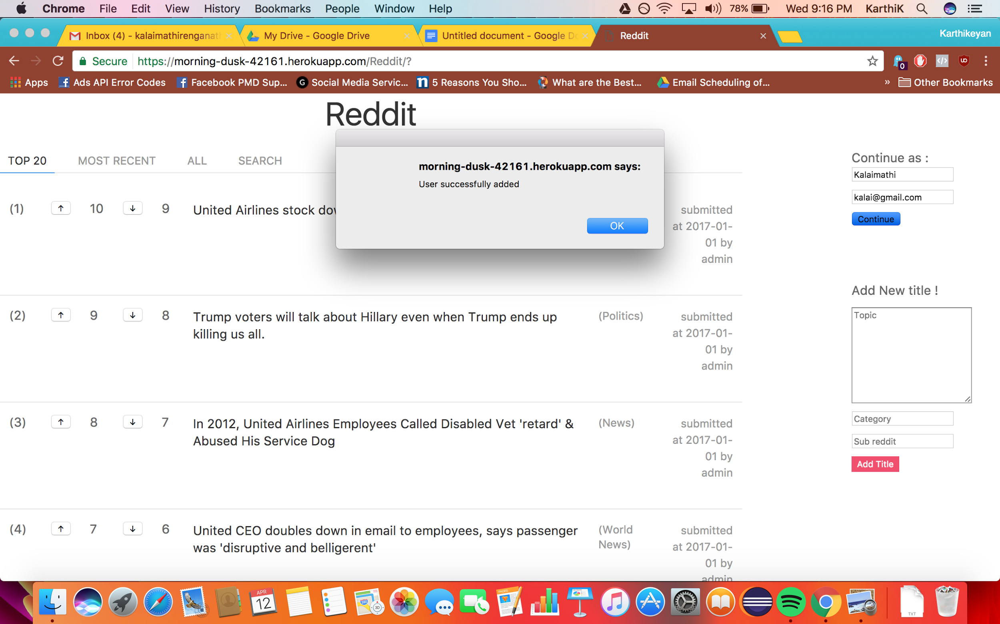 Chrome File Edit View History Bookmarks People Window Help 78% Wed 9:16 PM KarthiK
Inbox (4) - kalaimathirenganat My Drive - Google Drive Untitled document - Google Do Reddit Karthikeyan
Secure https://morning-dusk-42161.herokuapp.com/Reddit/? 0
Apps Ads API Error Codes Facebook PMD Sup... G Social Media Servic... n 5 Reasons You Sho... What are the Best... Email Scheduling of... » Other Bookmarks
Reddit
TOP 20 MOST RECENT ALL SEARCH
morning-dusk-42161.herokuapp.com says:
User successfully added
OK
(1) ↑ 10 ↓ 9 United Airlines stock dow
submitted
at 2017-01-
01 by
admin
(2) ↑ 9 ↓ 8 Trump voters will talk about Hillary even when Trump ends up
killing us all.
(Politics)
submitted
at 2017-01-
01 by
admin
(3) ↑ 8 ↓ 7 In 2012, United Airlines Employees Called Disabled Vet 'retard' &
Abused His Service Dog
(News)
submitted
at 2017-01-
01 by
admin
(4) ↑ 7 ↓ 6 United CEO doubles down in email to employees, says passenger
was 'disruptive and belligerent'
(World
News)
submitted
at 2017-01-
01 by
admin
Continue as :
Kalaimathi
kalai@gmail.com
Continue
Add New title !
Topic
Category
Sub reddit
Add Title
APR
12
280
3D
PAGES
TXT